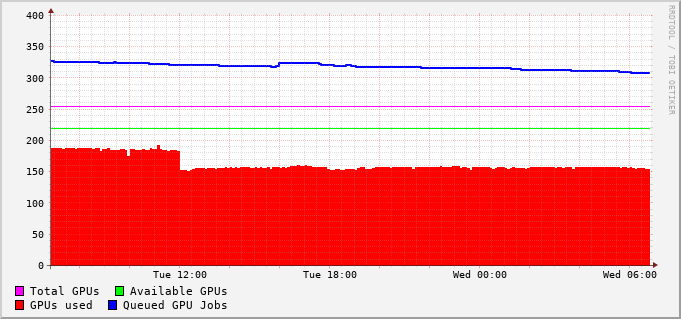 400
350
300
250
200
150
100
50
0
Tue 12:00 Tue 18:00 Wed 00:00 Wed 06:00
Total GPUs Available GPUs
GPUs used Queued GPU Jobs
RRDTOOL / TOBI OETIKER